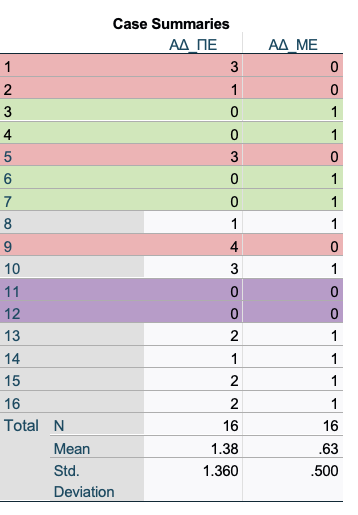 Case Summaries
ΑΔ_ΠΕ ΑΔ_ΜΕ
1 3 0
2 1 0
3 0 1
4 0 1
5 3 0
6 0 1
7 0 1
8 1 1
9 4 0
10 3 1
11 0 0
12 0 0
13 2 1
14 1 1
15 2 1
16 2 1
Total N 16 16
Mean 1.38 .63
Std. 1.360 .500
Deviation